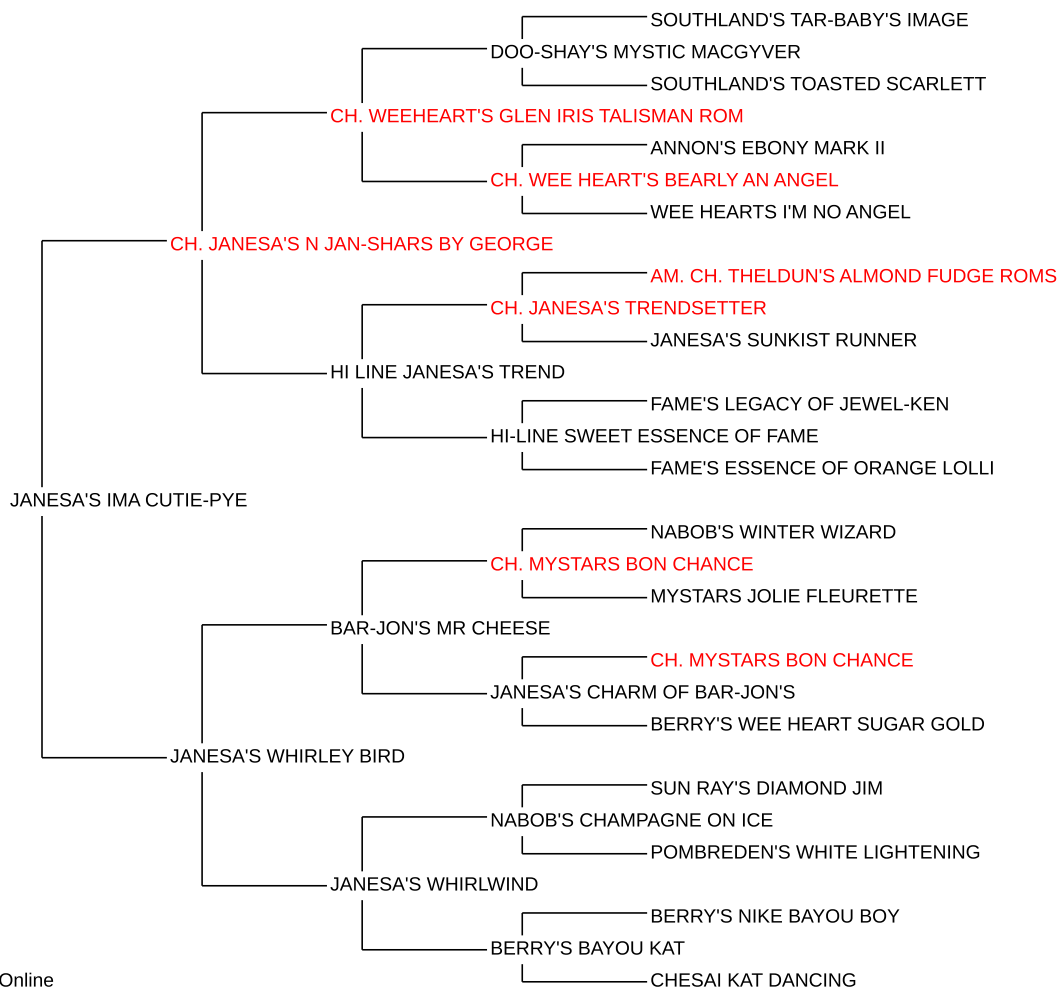 SOUTHLAND'S TAR-BABY'S IMAGE
DOO-SHAY'S MYSTIC MACGYVER
SOUTHLAND'S TOASTED SCARLETT
CH. WEEHEART'S GLEN IRIS TALISMAN ROM
ANNON'S EBONY MARK II
CH. WEE HEART'S BEARLY AN ANGEL
WEE HEARTS I'M NO ANGEL
CH. JANESA'S N JAN-SHARS BY GEORGE
AM. CH. THELDUN'S ALMOND FUDGE ROMS
CH. JANESA'S TRENDSETTER
JANESA'S SUNKIST RUNNER
HI LINE JANESA'S TREND
FAME'S LEGACY OF JEWEL-KEN
HI-LINE SWEET ESSENCE OF FAME
FAME'S ESSENCE OF ORANGE LOLLI
JANESA'S IMA CUTIE-PYE
NABOB'S WINTER WIZARD
CH. MYSTARS BON CHANCE
MYSTARS JOLIE FLEURETTE
BAR-JON'S MR CHEESE
CH. MYSTARS BON CHANCE
JANESA'S CHARM OF BAR-JON'S
BERRY'S WEE HEART SUGAR GOLD
JANESA'S WHIRLEY BIRD
SUN RAY'S DIAMOND JIM
NABOB'S CHAMPAGNE ON ICE
POMBREDEN'S WHITE LIGHTENING
JANESA'S WHIRLWIND
BERRY'S NIKE BAYOU BOY
BERRY'S BAYOU KAT
CHESAI KAT DANCING
Online